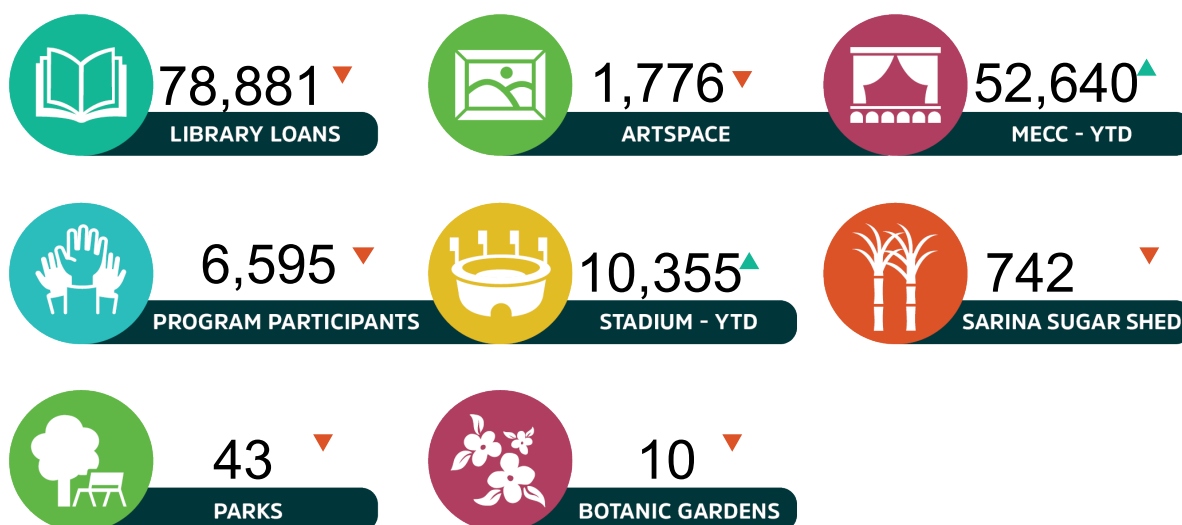 78,881
LIBRARY LOANS
1,776
ARTSPACE
52,640
MECC - YTD
6,595
PROGRAM PARTICIPANTS
10,355
STADIUM - YTD
742
SARINA SUGAR SHED
43
PARKS
10
BOTANIC GARDENS